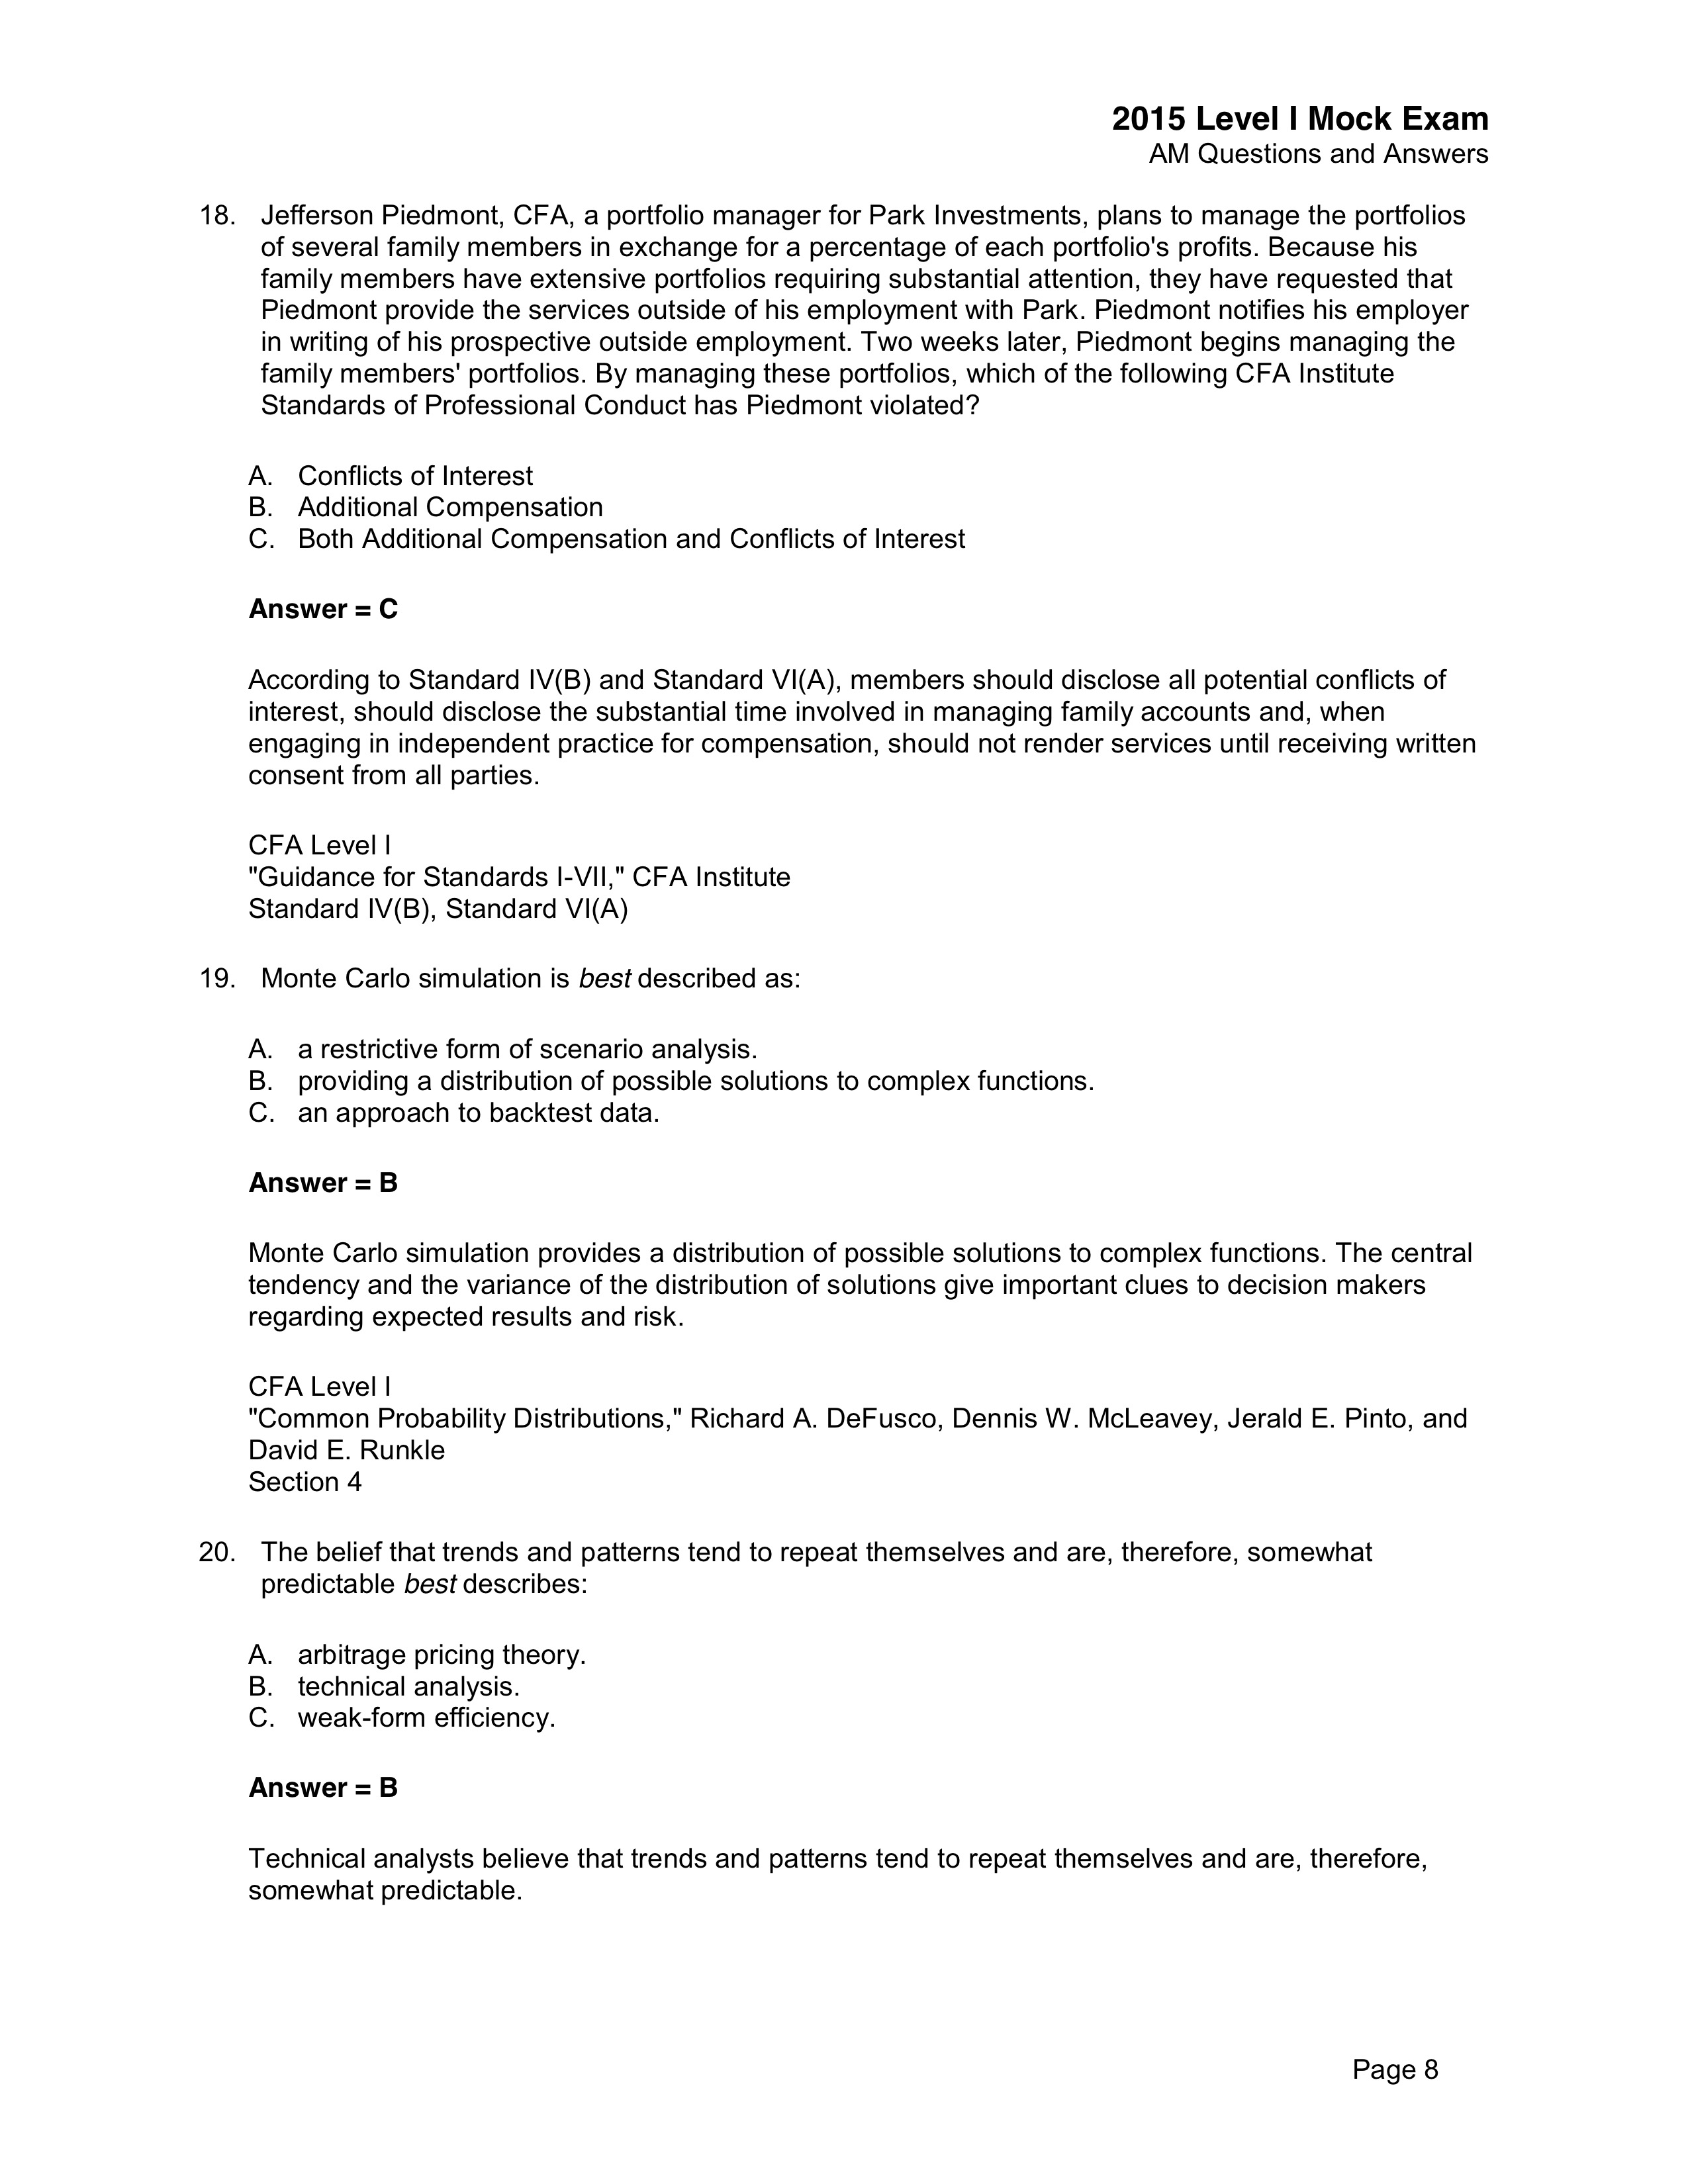 2015 Level I Mock Exam
AM Questions and Answers
18. Jefferson Piedmont, CFA, a portfolio manager for Park Investments, plans to manage the portfolios
of several family members in exchange for a percentage of each portfolio's profits. Because his
family members have extensive portfolios requiring substantial attention, they have requested that
Piedmont provide the services outside of his employment with Park. Piedmont notifies his employer
in writing of his prospective outside employment. Two weeks later, Piedmont begins managing the
family members' portfolios. By managing these portfolios, which of the following CFA Institute
Standards of Professional Conduct has Piedmont violated?
A. Conflicts of Interest
B. Additional Compensation
C. Both Additional Compensation and Conflicts of Interest
Answer = C
According to Standard IV(B) and Standard VI(A), members should disclose all potential conflicts of
interest, should disclose the substantial time involved in managing family accounts and, when
engaging in independent practice for compensation, should not render services until receiving written
consent from all parties.
CFA Level I
"Guidance for Standards I-VII," CFA Institute
Standard IV(B), Standard VI(A)
19. Monte Carlo simulation is best described as:
A. a restrictive form of scenario analysis.
B. providing a distribution of possible solutions to complex functions.
C. an approach to backtest data.
Answer = B
Monte Carlo simulation provides a distribution of possible solutions to complex functions. The central
tendency and the variance of the distribution of solutions give important clues to decision makers
regarding expected results and risk.
CFA Level I
"Common Probability Distributions," Richard A. DeFusco, Dennis W. McLeavey, Jerald E. Pinto, and
David E. Runkle
Section 4
20. The belief that trends and patterns tend to repeat themselves and are, therefore, somewhat
predictable best describes:
A. arbitrage pricing theory.
B. technical analysis.
C. weak-form efficiency.
Answer = B
Technical analysts believe that trends and patterns tend to repeat themselves and are, therefore,
somewhat predictable.
Page 8